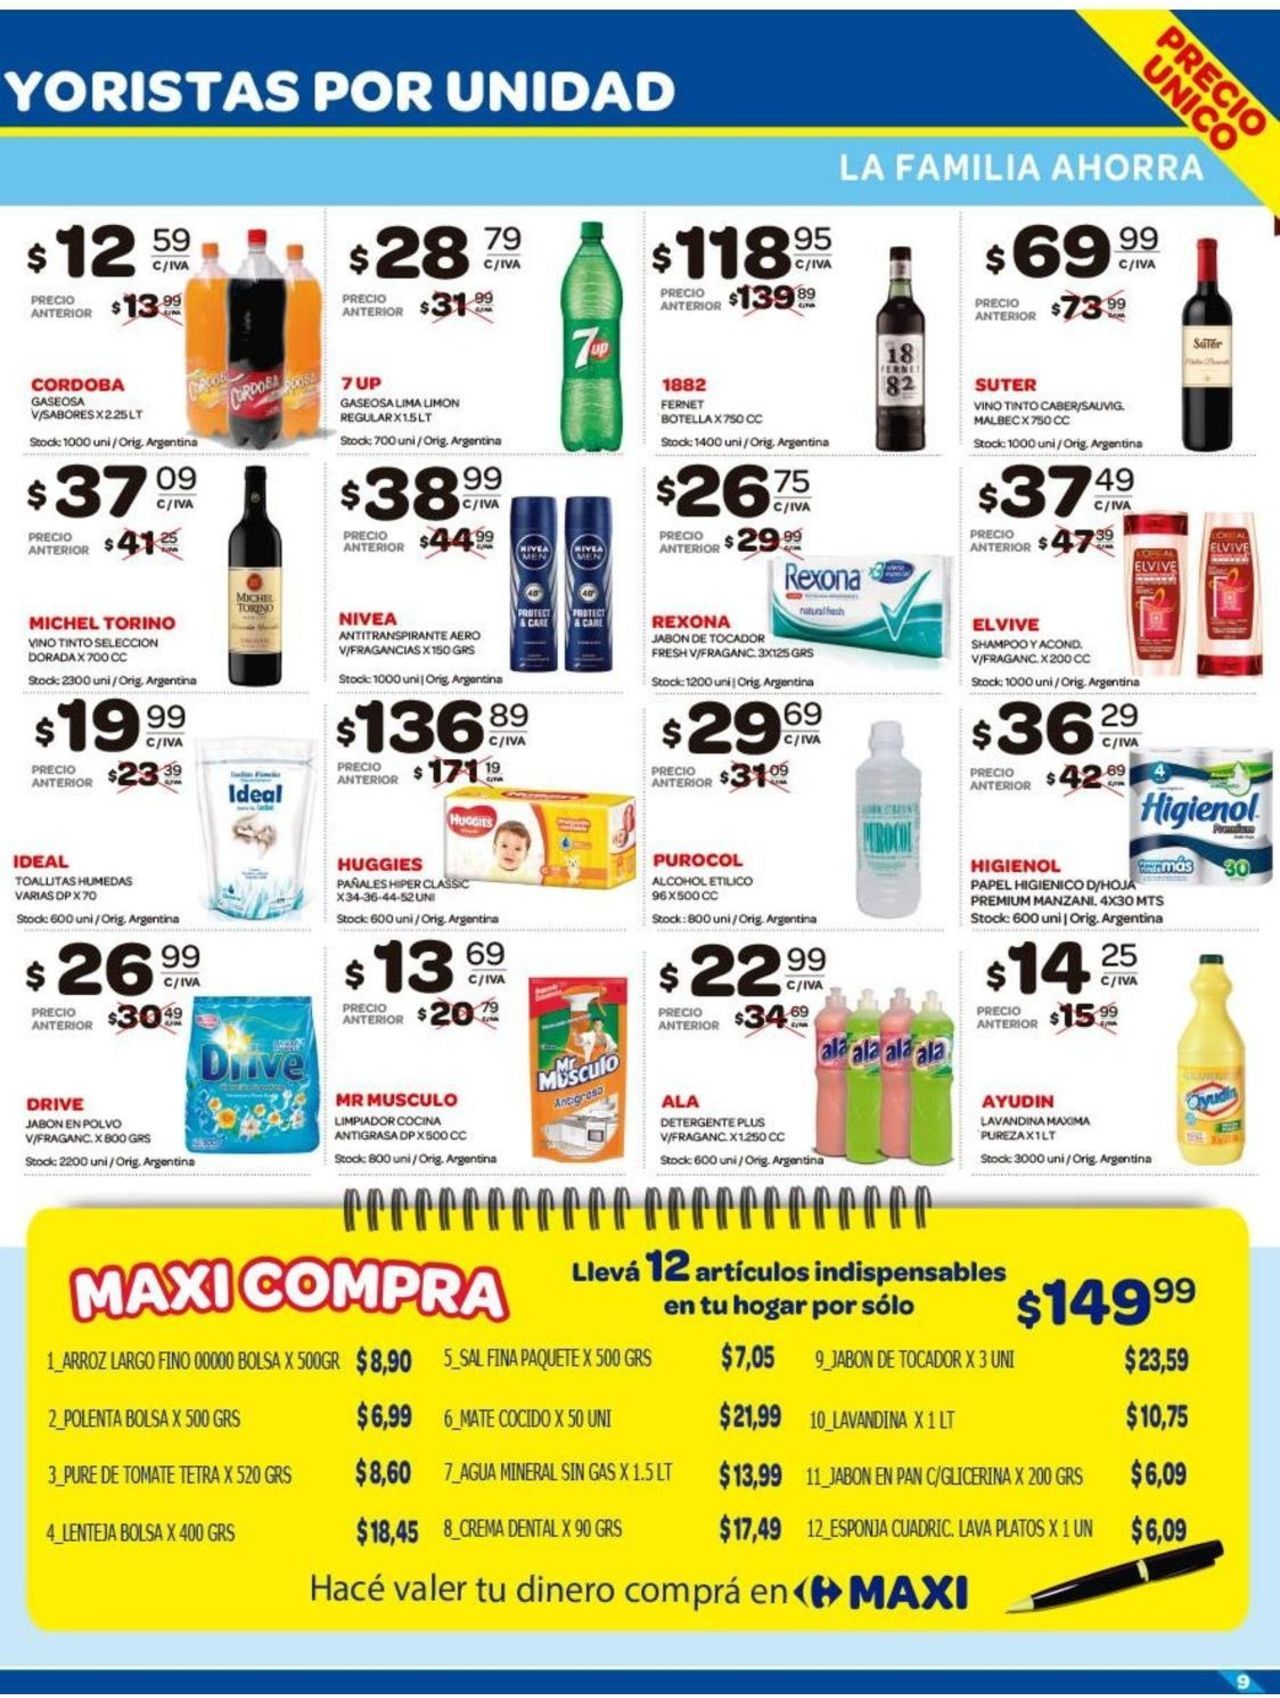 YORISTAS POR UNIDAD
PRECIO
UNICO
LA FAMILIA AHORRA
$12 59
C/IVA
PRECIO
ANTERIOR $13 99
C/IVA
CORDOBA
GASEOSA
V/SABORES X 2.25 LT
Stock: 1000 uni / Orig. Argentina
$28 79
C/IVA
PRECIO
ANTERIOR $31 99
C/IVA
7 UP
GASEOSA LIMA LIMON
REGULAR X 1.5 LT
Stock: 700 uni / Orig. Argentina
$118 95
C/IVA
PRECIO
ANTERIOR $139 89
C/IVA
1882
FERNET
BOTELLA X 750 CC
Stock: 1400 uni / Orig. Argentina
$69 99
C/IVA
PRECIO
ANTERIOR $73 99
C/IVA
SUTER
VINO TINTO CABER/SAUVIG.
MALBEC X 750 CC
Stock: 1000 uni / Orig. Argentina
$37 09
C/IVA
PRECIO
ANTERIOR $41 25
C/IVA
MICHEL TORINO
VINO TINTO SELECCION
DORADA X 700 CC
Stock: 2300 uni / Orig. Argentina
$38 99
C/IVA
PRECIO
ANTERIOR $44 99
C/IVA
NIVEA
ANTITRANSPIRANTE AERO
V/FRAGANCIAS X 150 GRS
Stock: 1000 uni | Orig. Argentina
$26 75
C/IVA
PRECIO
ANTERIOR $29 99
C/IVA
REXONA
JABON DE TOCADOR
FRESH V/FRAGANC. 3X125 GRS
Stock: 1200 uni | Orig. Argentina
$37 49
C/IVA
PRECIO
ANTERIOR $47 39
C/IVA
ELVIVE
SHAMPOO Y ACOND.
V/FRAGANC. X 200 CC
Stock: 1000 uni / Orig. Argentina
$19 99
C/IVA
PRECIO
ANTERIOR $23 39
C/IVA
IDEAL
TOALLITAS HUMEDAS
VARIAS DP X 70
Stock: 600 uni / Orig. Argentina
$136 89
C/IVA
PRECIO
ANTERIOR $171 19
C/IVA
HUGGIES
PAÑALES HIPER CLASSIC
X 34-36-44-52 UNI
Stock: 600 uni / Orig. Argentina
$29 69
C/IVA
PRECIO
ANTERIOR $31 09
C/IVA
PUROCOL
ALCOHOL ETILICO
96 X 500 CC
Stock: 800 uni / Orig. Argentina
$36 29
C/IVA
PRECIO
ANTERIOR $42 69
C/IVA
HIGIENOL
PAPEL HIGIENICO D/HOJA
PREMIUM MANZANI. 4X30 MTS
Stock: 600 uni | Orig. Argentina
$26 99
C/IVA
PRECIO
ANTERIOR $30 49
C/IVA
DRIVE
JABON EN POLVO
V/FRAGANC. X 800 GRS
Stock: 2200 uni / Orig. Argentina
$13 69
C/IVA
PRECIO
ANTERIOR $20 79
C/IVA
MR MUSCULO
LIMPIADOR COCINA
ANTIGRASA DP X 500 CC
Stock: 800 uni / Orig. Argentina
$22 99
C/IVA
PRECIO
ANTERIOR $34 69
C/IVA
ALA
DETERGENTE PLUS
V/FRAGANC. X 1.250 CC
Stock: 600 uni / Orig. Argentina
$14 25
C/IVA
PRECIO
ANTERIOR $15 99
C/IVA
AYUDIN
LAVANDINA MAXIMA
PUREZA X 1 LT
Stock: 3000 uni / Orig. Argentina
MAXI COMPRA
Llevá 12 artículos indispensables
en tu hogar por sólo
$149 99
1_ARROZ LARGO FINO 00000 BOLSA X 500GR $8,90
2_POLENTA BOLSA X 500 GRS $6,99
3_PURE DE TOMATE TETRA X 520 GRS $8,60
4_LENTEJA BOLSA X 400 GRS $18,45
5_SAL FINA PAQUETE X 500 GRS $7,05
6_MATE COCIDO X 50 UNI $21,99
7_AGUA MINERAL SIN GAS X 1.5 LT $13,99
8_CREMA DENTAL X 90 GRS $17,49
9_JABON DE TOCADOR X 3 UNI $23,59
10_LAVANDINA X 1 LT $10,75
11_JABON EN PAN C/GLICERINA X 200 GRS $6,09
12_ESPONJA CUADRIC. LAVA PLATOS X 1 UN $6,09
Hacé valer tu dinero comprá en MAXI
9